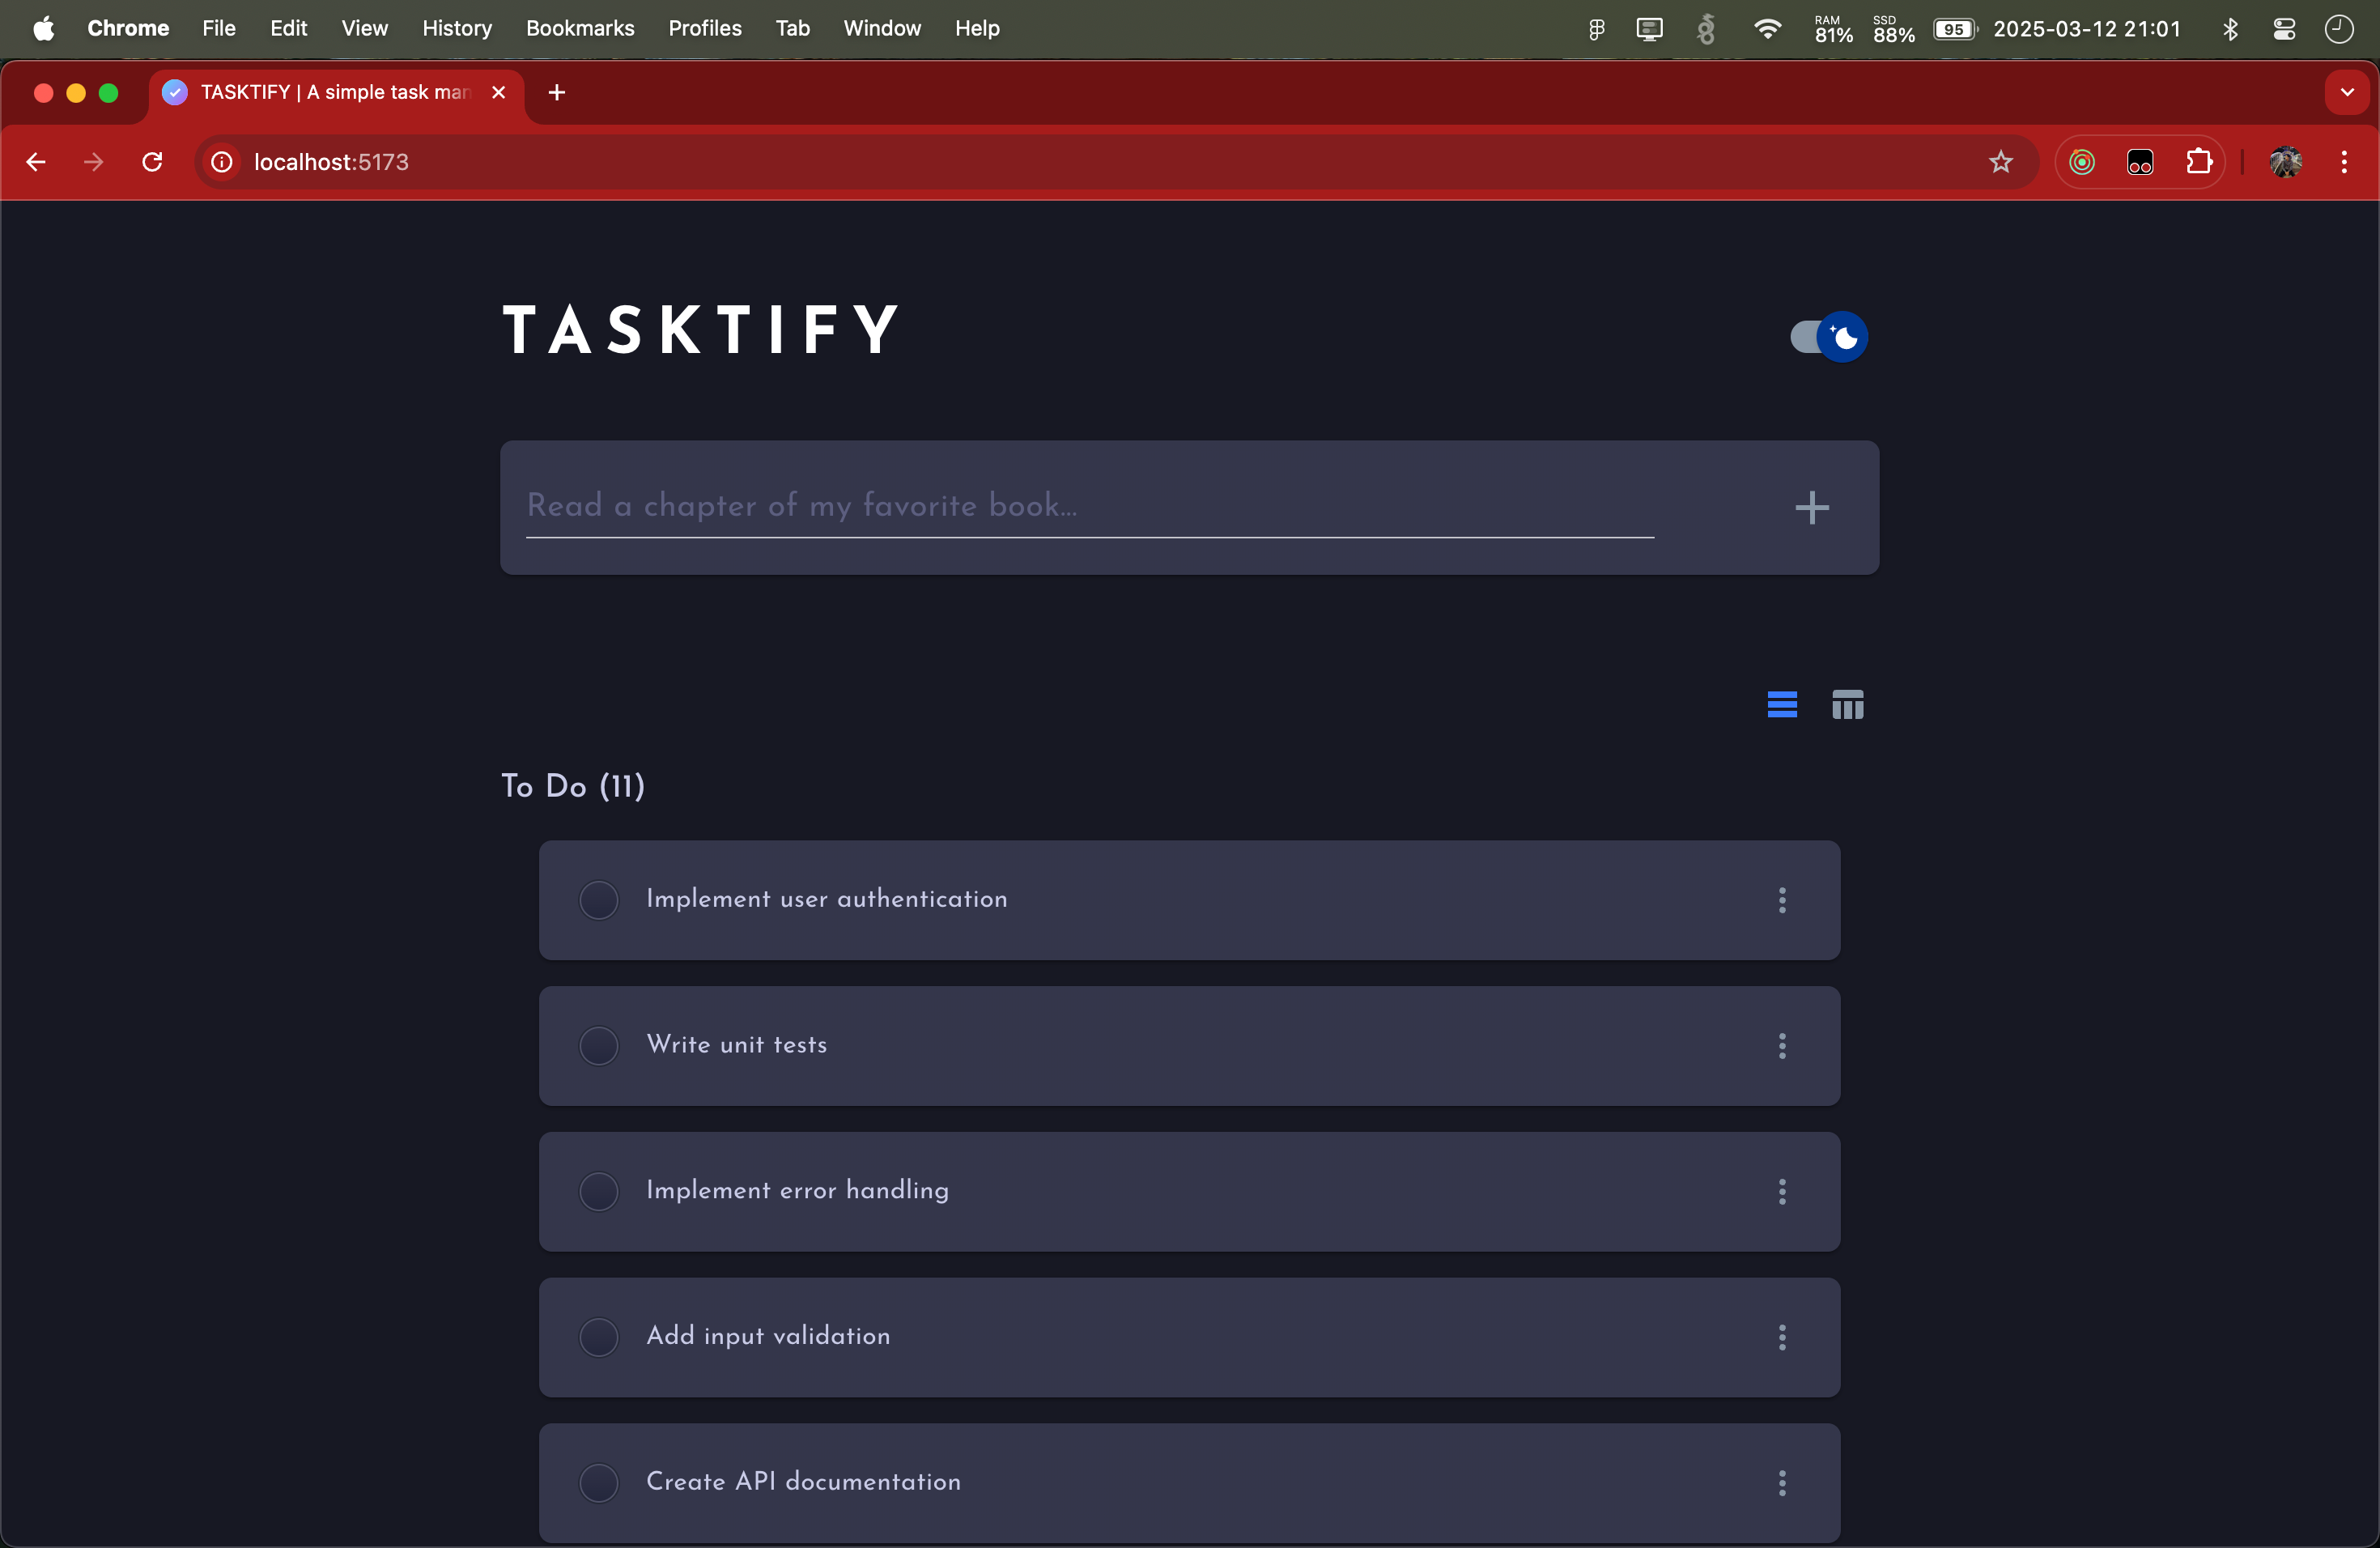 Chrome File Edit View History Bookmarks Profiles Tab Window Help RAM 81% SSD 88% 95 2025-03-12 21:01
TASKTIFY | A simple task man
localhost:5173
TASKTIFY
Read a chapter of my favorite book...
To Do (11)
Implement user authentication
Write unit tests
Implement error handling
Add input validation
Create API documentation